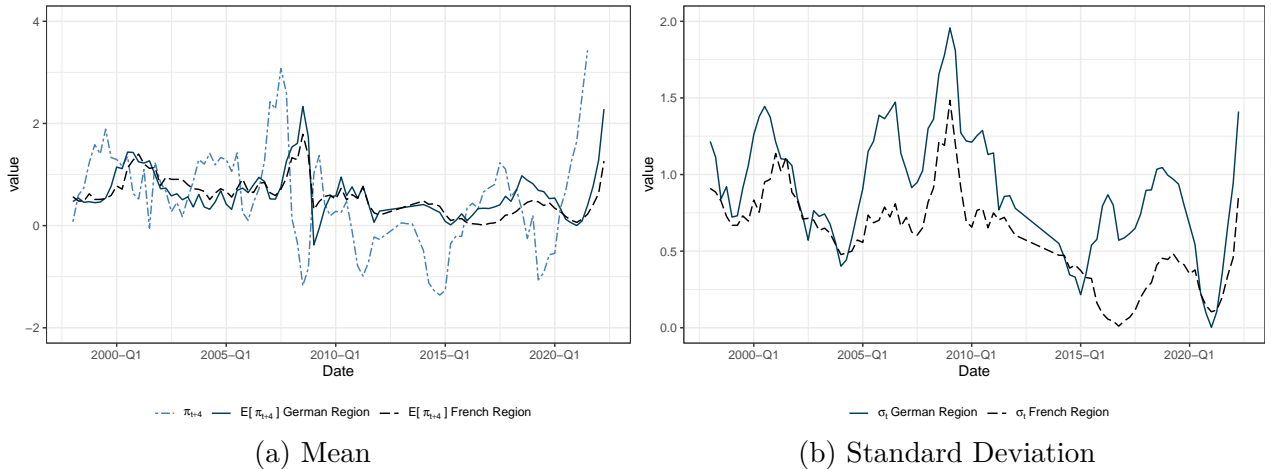 4
2
0
−2
value
2000−Q1 2005−Q1 2010−Q1 2015−Q1 2020−Q1
Date
πt+4 E[ πt+4 ] German Region E[ πt+4 ] French Region
(a) Mean
2.0
1.5
1.0
0.5
0.0
value
2000−Q1 2005−Q1 2010−Q1 2015−Q1 2020−Q1
Date
σt German Region σt French Region
(b) Standard Deviation